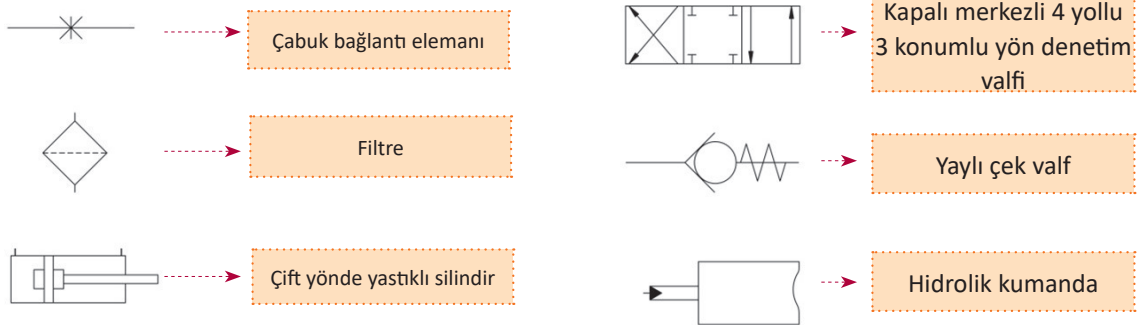 Çabuk bağlantı elemanı
Filtre
Çift yönde yastıklı silindir
Kapalı merkezli 4 yollu
3 konumlu yön denetim
valfi
Yaylı çek valf
Hidrolik kumanda